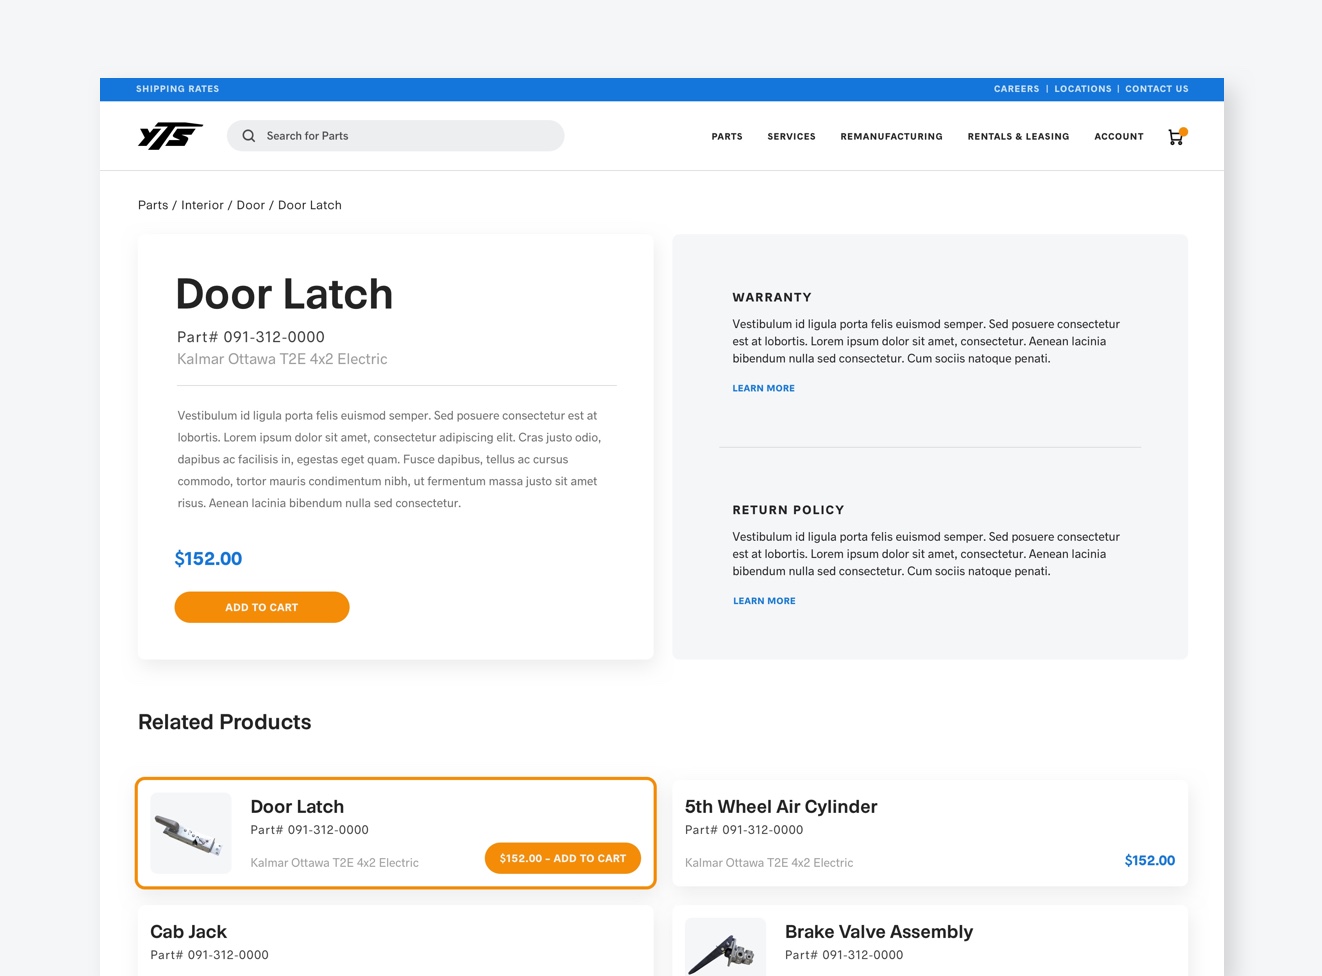 SHIPPING RATES
CAREERS | LOCATIONS | CONTACT US
YTS
Search for Parts
PARTS SERVICES REMANUFACTURING RENTALS & LEASING ACCOUNT
Parts / Interior / Door / Door Latch
Door Latch
Part# 091-312-0000
Kalmar Ottawa T2E 4x2 Electric
Vestibulum id ligula porta felis euismod semper. Sed posuere consectetur est at
lobortis. Lorem ipsum dolor sit amet, consectetur adipiscing elit. Cras justo odio,
dapibus ac facilisis in, egestas eget quam. Fusce dapibus, tellus ac cursus
commodo, tortor mauris condimentum nibh, ut fermentum massa justo sit amet
risus. Aenean lacinia bibendum nulla sed consectetur.
$152.00
ADD TO CART
WARRANTY
Vestibulum id ligula porta felis euismod semper. Sed posuere consectetur
est at lobortis. Lorem ipsum dolor sit amet, consectetur. Aenean lacinia
bibendum nulla sed consectetur. Cum sociis natoque penati.
LEARN MORE
RETURN POLICY
Vestibulum id ligula porta felis euismod semper. Sed posuere consectetur
est at lobortis. Lorem ipsum dolor sit amet, consectetur. Aenean lacinia
bibendum nulla sed consectetur. Cum sociis natoque penati.
LEARN MORE
Related Products
Door Latch
Part# 091-312-0000
Kalmar Ottawa T2E 4x2 Electric
$152.00 – ADD TO CART
5th Wheel Air Cylinder
Part# 091-312-0000
Kalmar Ottawa T2E 4x2 Electric
$152.00
Cab Jack
Part# 091-312-0000
Brake Valve Assembly
Part# 091-312-0000